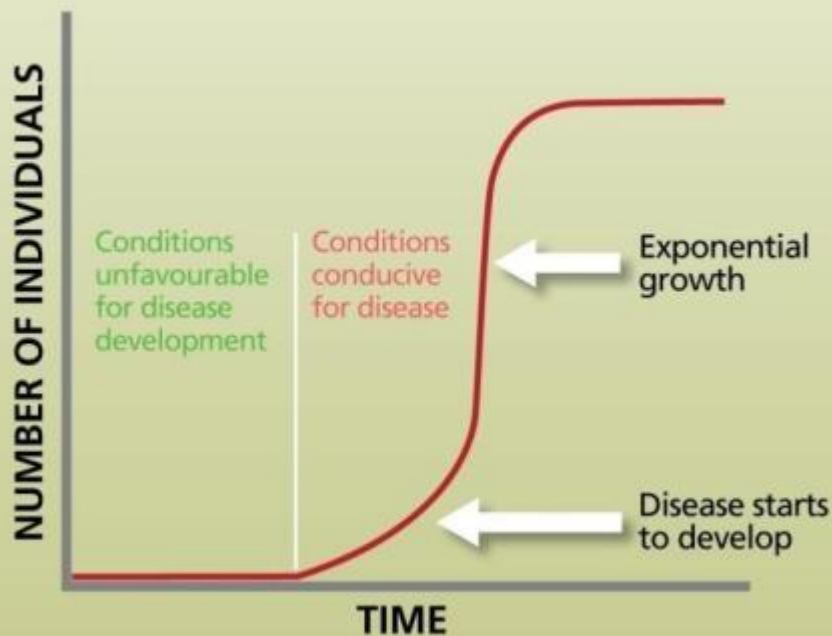 NUMBER OF INDIVIDUALS
Conditions
unfavourable
for disease
development
Conditions
conducive
for disease
Exponential
growth
Disease starts
to develop
TIME